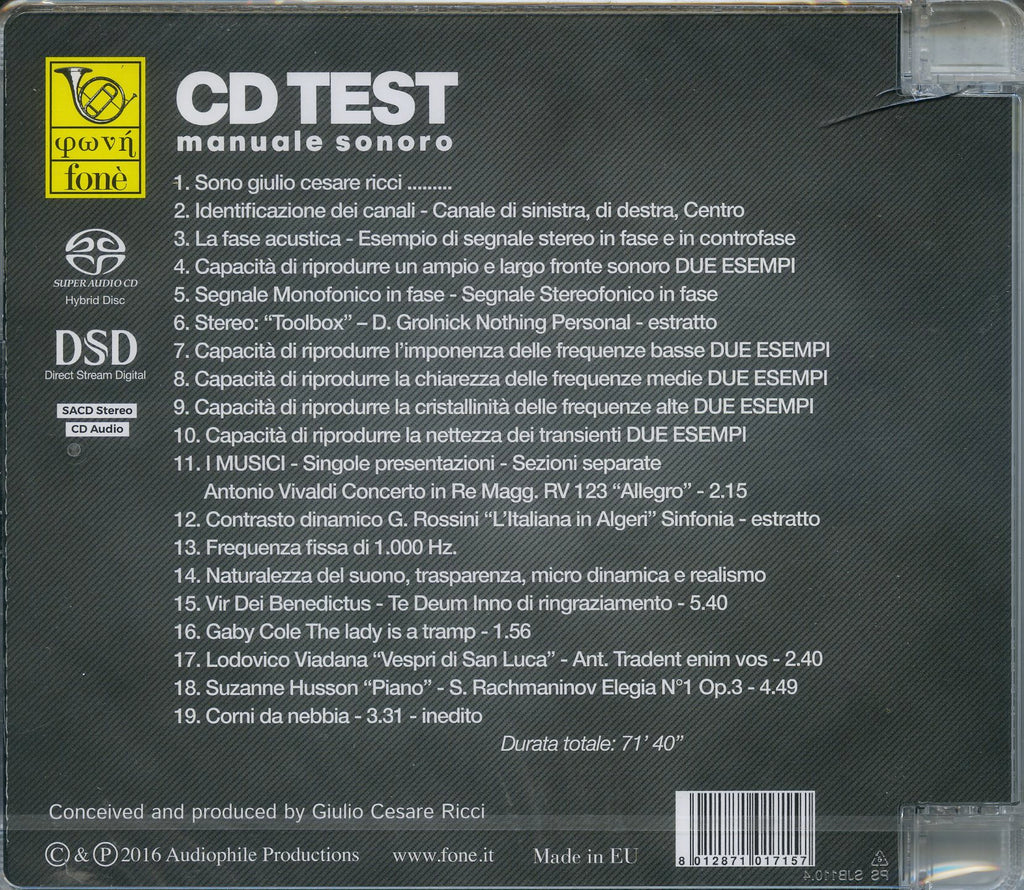 CD TEST
manuale sonoro
φωνή
fonè
1. Sono giulio cesare ricci .........
2. Identificazione dei canali - Canale di sinistra, di destra, Centro
3. La fase acustica - Esempio di segnale stereo in fase e in controfase
4. Capacità di riprodurre un ampio e largo fronte sonoro DUE ESEMPI
5. Segnale Monofonico in fase - Segnale Stereofonico in fase
6. Stereo: “Toolbox” – D. Grolnick Nothing Personal - estratto
7. Capacità di riprodurre l’imponenza delle frequenze basse DUE ESEMPI
8. Capacità di riprodurre la chiarezza delle frequenze medie DUE ESEMPI
9. Capacità di riprodurre la cristallinità delle frequenze alte DUE ESEMPI
10. Capacità di riprodurre la nettezza dei transienti DUE ESEMPI
11. I MUSICI - Singole presentazioni - Sezioni separate
Antonio Vivaldi Concerto in Re Magg. RV 123 “Allegro” - 2.15
12. Contrasto dinamico G. Rossini “L’Italiana in Algeri” Sinfonia - estratto
13. Frequenza fissa di 1.000 Hz.
14. Naturalezza del suono, trasparenza, micro dinamica e realismo
15. Vir Dei Benedictus - Te Deum Inno di ringraziamento - 5.40
16. Gaby Cole The lady is a tramp - 1.56
17. Lodovico Viadana “Vespri di San Luca” - Ant. Tradent enim vos - 2.40
18. Suzanne Husson “Piano” - S. Rachmaninov Elegia N°1 Op.3 - 4.49
19. Corni da nebbia - 3.31 - inedito
Durata totale: 71’ 40”
SUPER AUDIO CD
Hybrid Disc
DSD
Direct Stream Digital
SACD Stereo
CD Audio
Conceived and produced by Giulio Cesare Ricci
© & ℗ 2016 Audiophile Productions www.fone.it Made in EU
8 012871 017157
PS SJB110.4